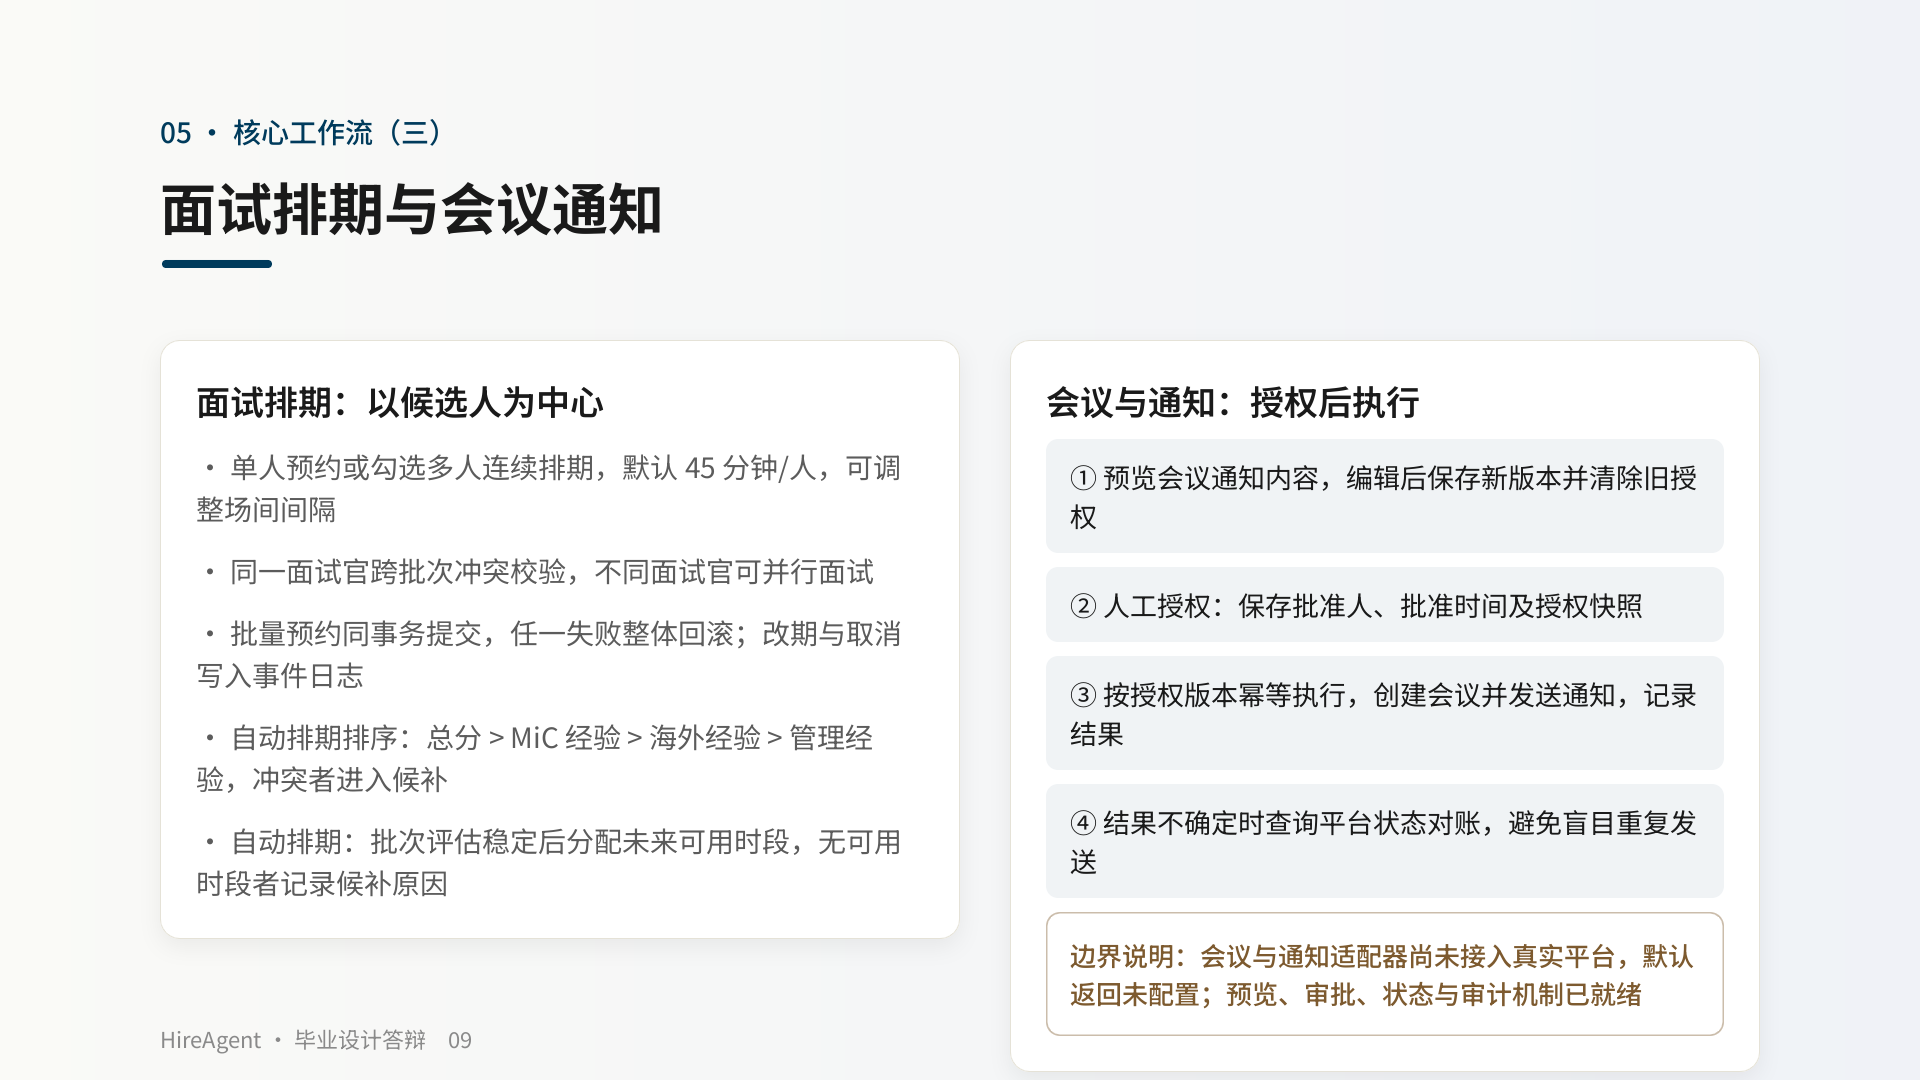 05 · 核心工作流（三）
面试排期与会议通知
面试排期：以候选人为中心
· 单人预约或勾选多人连续排期，默认 45 分钟/人，可调
整场间间隔
· 同一面试官跨批次冲突校验，不同面试官可并行面试
· 批量预约同事务提交，任一失败整体回滚；改期与取消
写入事件日志
· 自动排期排序：总分 > MiC 经验 > 海外经验 > 管理经
验，冲突者进入候补
· 自动排期：批次评估稳定后分配未来可用时段，无可用
时段者记录候补原因
会议与通知：授权后执行
① 预览会议通知内容，编辑后保存新版本并清除旧授
权
② 人工授权：保存批准人、批准时间及授权快照
③ 按授权版本幂等执行，创建会议并发送通知，记录
结果
④ 结果不确定时查询平台状态对账，避免盲目重复发
送
边界说明：会议与通知适配器尚未接入真实平台，默认
返回未配置；预览、审批、状态与审计机制已就绪
HireAgent · 毕业设计答辩 09